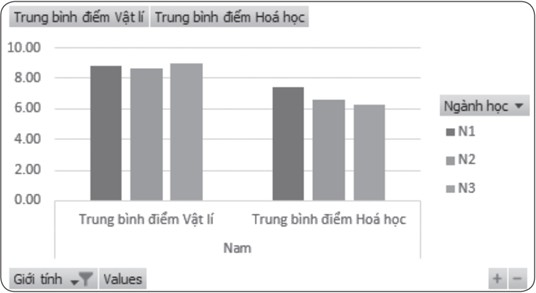 Trung bình điểm Vật lí Trung bình điểm Hoá học
10.00
8.00
6.00
4.00
2.00
0.00
Trung bình điểm Vật lí Trung bình điểm Hoá học
Nam
Ngành học
N1
N2
N3
Giới tính Values
+ −